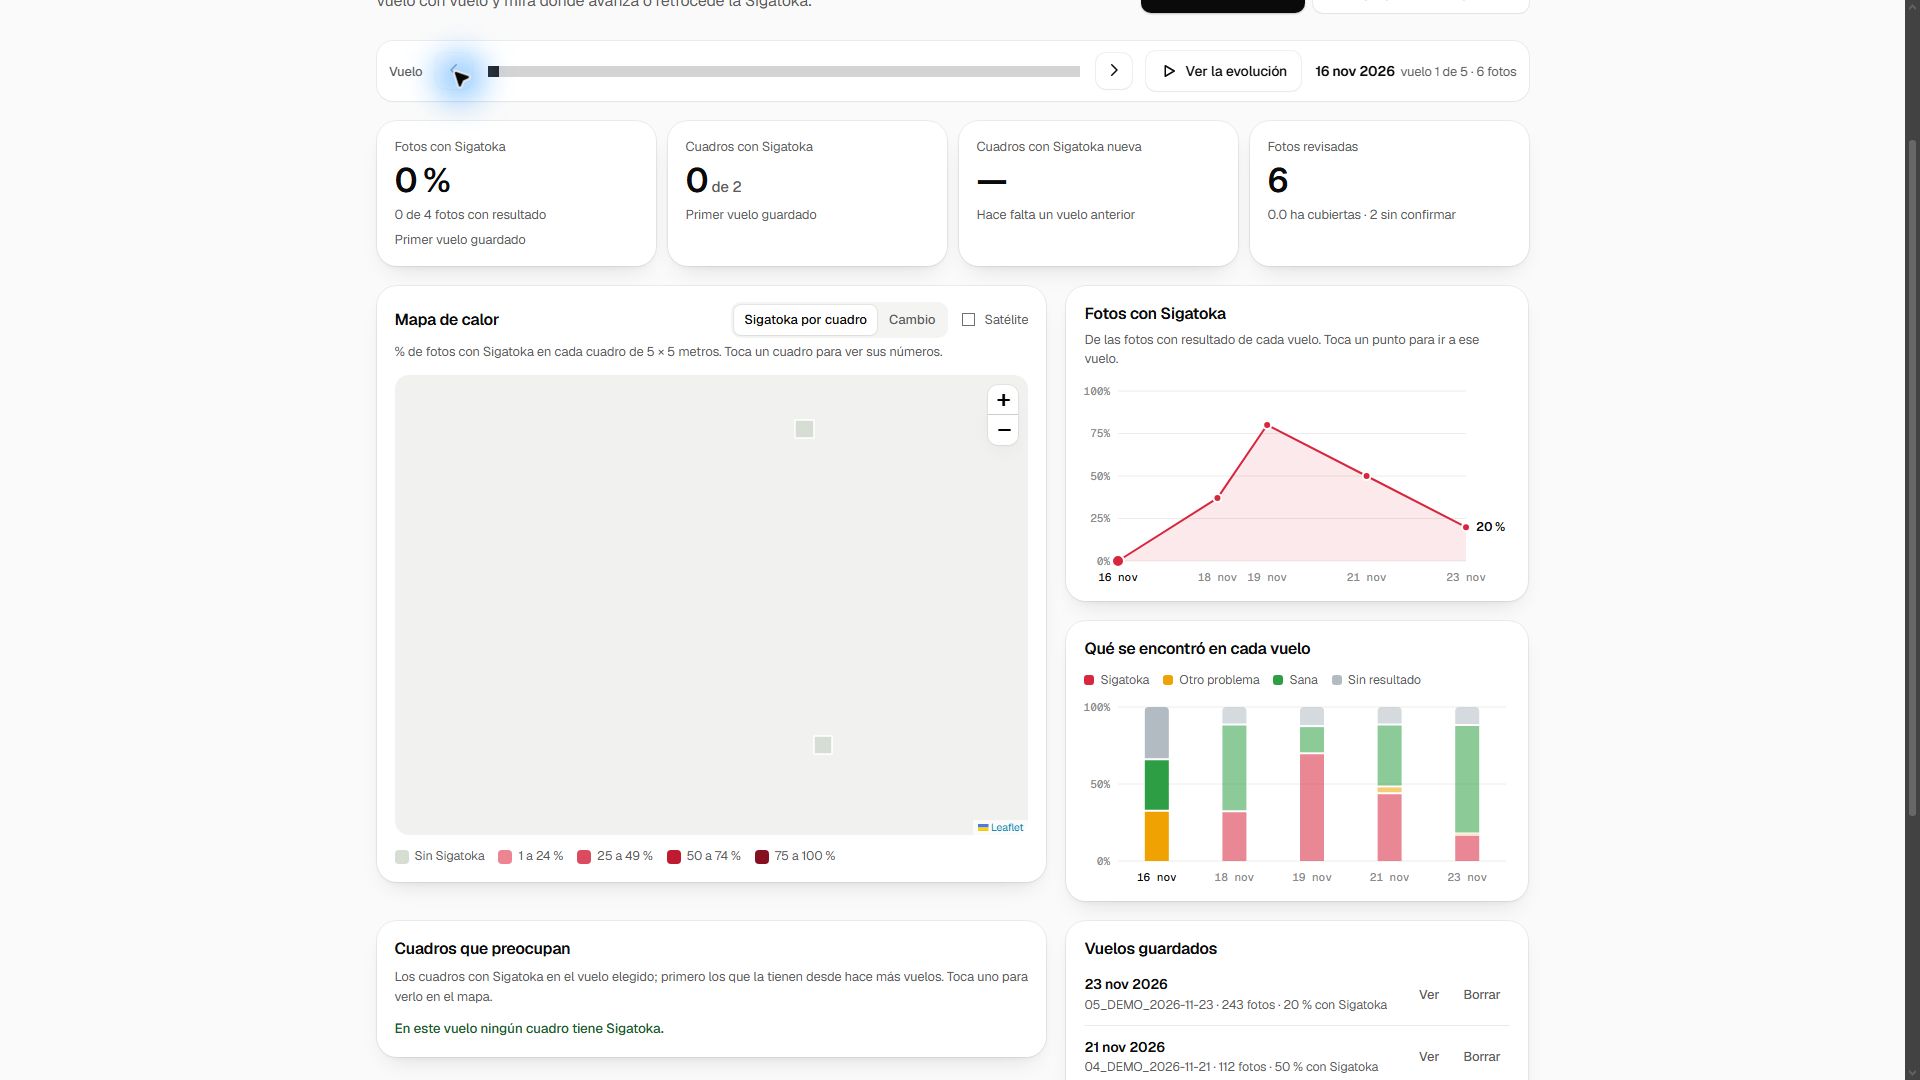 vuelo con vuelo y mira dónde avanza o retrocede la Sigatoka.
Vuelo
Ver la evolución
16 nov 2026 vuelo 1 de 5 · 6 fotos
Fotos con Sigatoka
0 %
0 de 4 fotos con resultado
Primer vuelo guardado
Cuadros con Sigatoka
0 de 2
Primer vuelo guardado
Cuadros con Sigatoka nueva
—
Hace falta un vuelo anterior
Fotos revisadas
6
0.0 ha cubiertas · 2 sin confirmar
Mapa de calor
Sigatoka por cuadro
Cambio
Satélite
% de fotos con Sigatoka en cada cuadro de 5 × 5 metros. Toca un cuadro para ver sus números.
+
−
Leaflet
Sin Sigatoka
1 a 24 %
25 a 49 %
50 a 74 %
75 a 100 %
Fotos con Sigatoka
De las fotos con resultado de cada vuelo. Toca un punto para ir a ese
vuelo.
100%
75%
50%
25%
0%
20 %
16 nov
18 nov
19 nov
21 nov
23 nov
Qué se encontró en cada vuelo
Sigatoka
Otro problema
Sana
Sin resultado
100%
50%
0%
16 nov
18 nov
19 nov
21 nov
23 nov
Cuadros que preocupan
Los cuadros con Sigatoka en el vuelo elegido; primero los que la tienen desde hace más vuelos. Toca uno para
verlo en el mapa.
En este vuelo ningún cuadro tiene Sigatoka.
Vuelos guardados
23 nov 2026
05_DEMO_2026-11-23 · 243 fotos · 20 % con Sigatoka
Ver
Borrar
21 nov 2026
04_DEMO_2026-11-21 · 112 fotos · 50 % con Sigatoka
Ver
Borrar